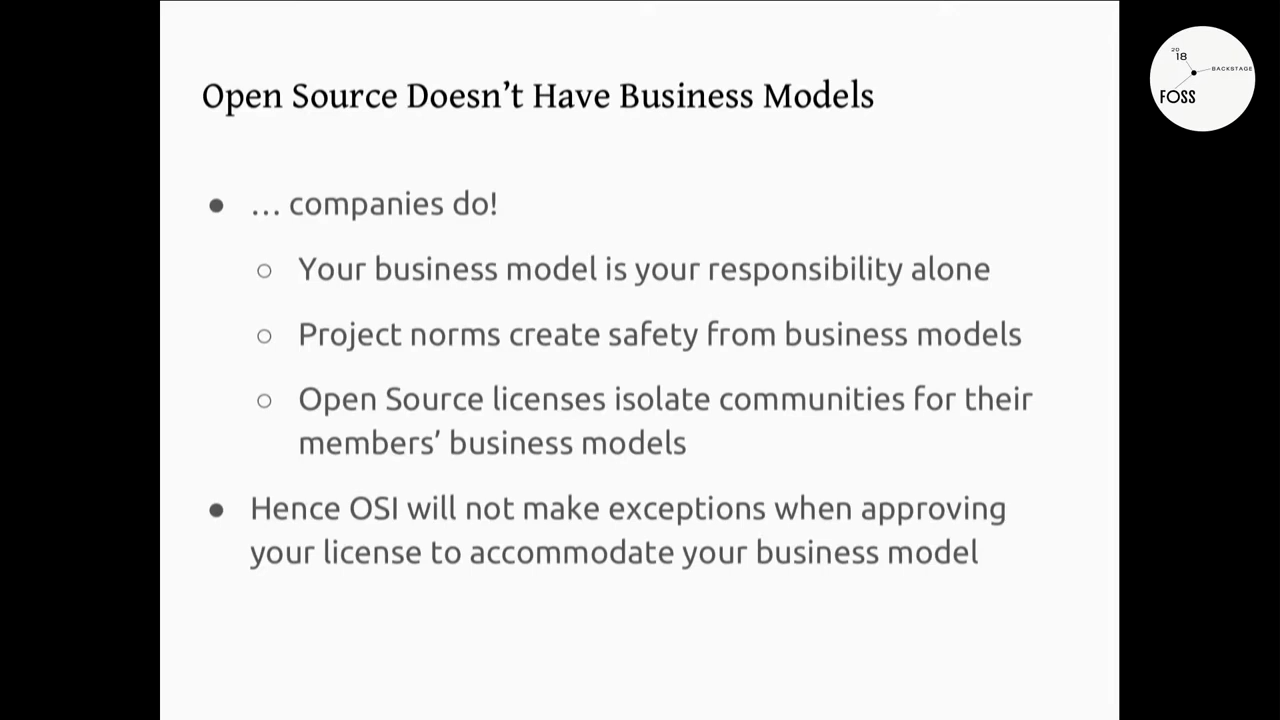 Open Source Doesn’t Have Business Models
● … companies do!
○ Your business model is your responsibility alone
○ Project norms create safety from business models
○ Open Source licenses isolate communities for their
members’ business models
● Hence OSI will not make exceptions when approving
your license to accommodate your business model
20
18
BACKSTAGE
FOSS